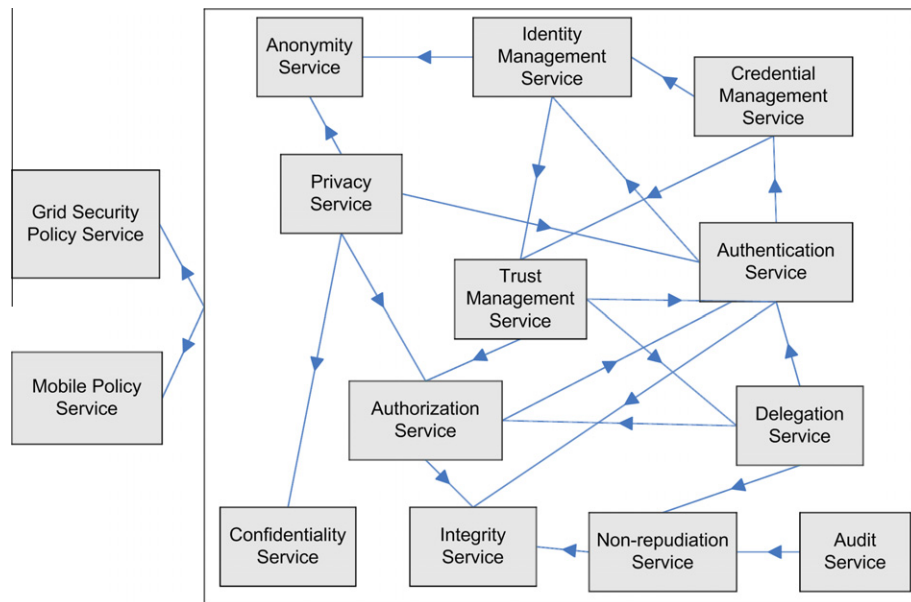 Anonymity
Service
Identity
Management
Service
Credential
Management
Service
Privacy
Service
Grid Security
Policy Service
Trust
Management
Service
Authentication
Service
Mobile Policy
Service
Authorization
Service
Delegation
Service
Confidentiality
Service
Integrity
Service
Non-repudiation
Service
Audit
Service